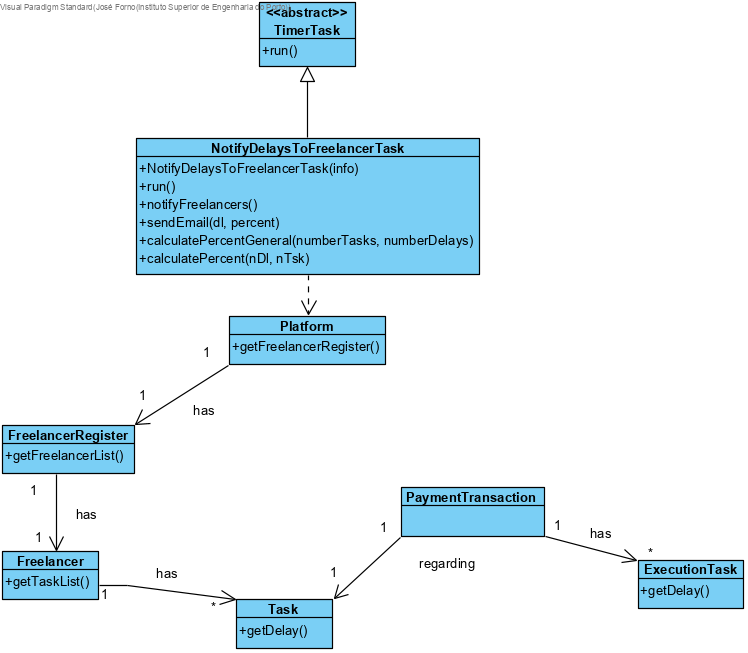 Visual Paradigm Standard(José Forno(Instituto Superior de Engenharia do Porto))
<<abstract>>
TimerTask
+run()
NotifyDelaysToFreelancerTask
+NotifyDelaysToFreelancerTask(info)
+run()
+notifyFreelancers()
+sendEmail(dl, percent)
+calculatePercentGeneral(numberTasks, numberDelays)
+calculatePercent(nDl, nTsk)
Platform
+getFreelancerRegister()
1
1
has
FreelancerRegister
+getFreelancerList()
1
has
1
Freelancer
+getTaskList()
1
has
*
Task
+getDelay()
PaymentTransaction
1
regarding
1
1
has
*
ExecutionTask
+getDelay()